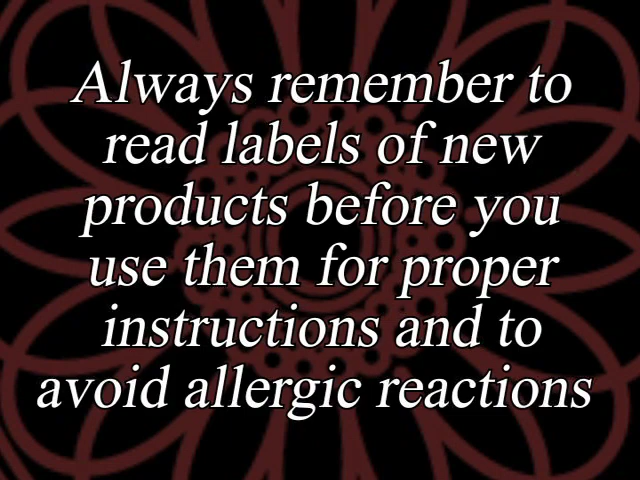 Always remember to
read labels of new
products before you
use them for proper
instructions and to
avoid allergic reactions